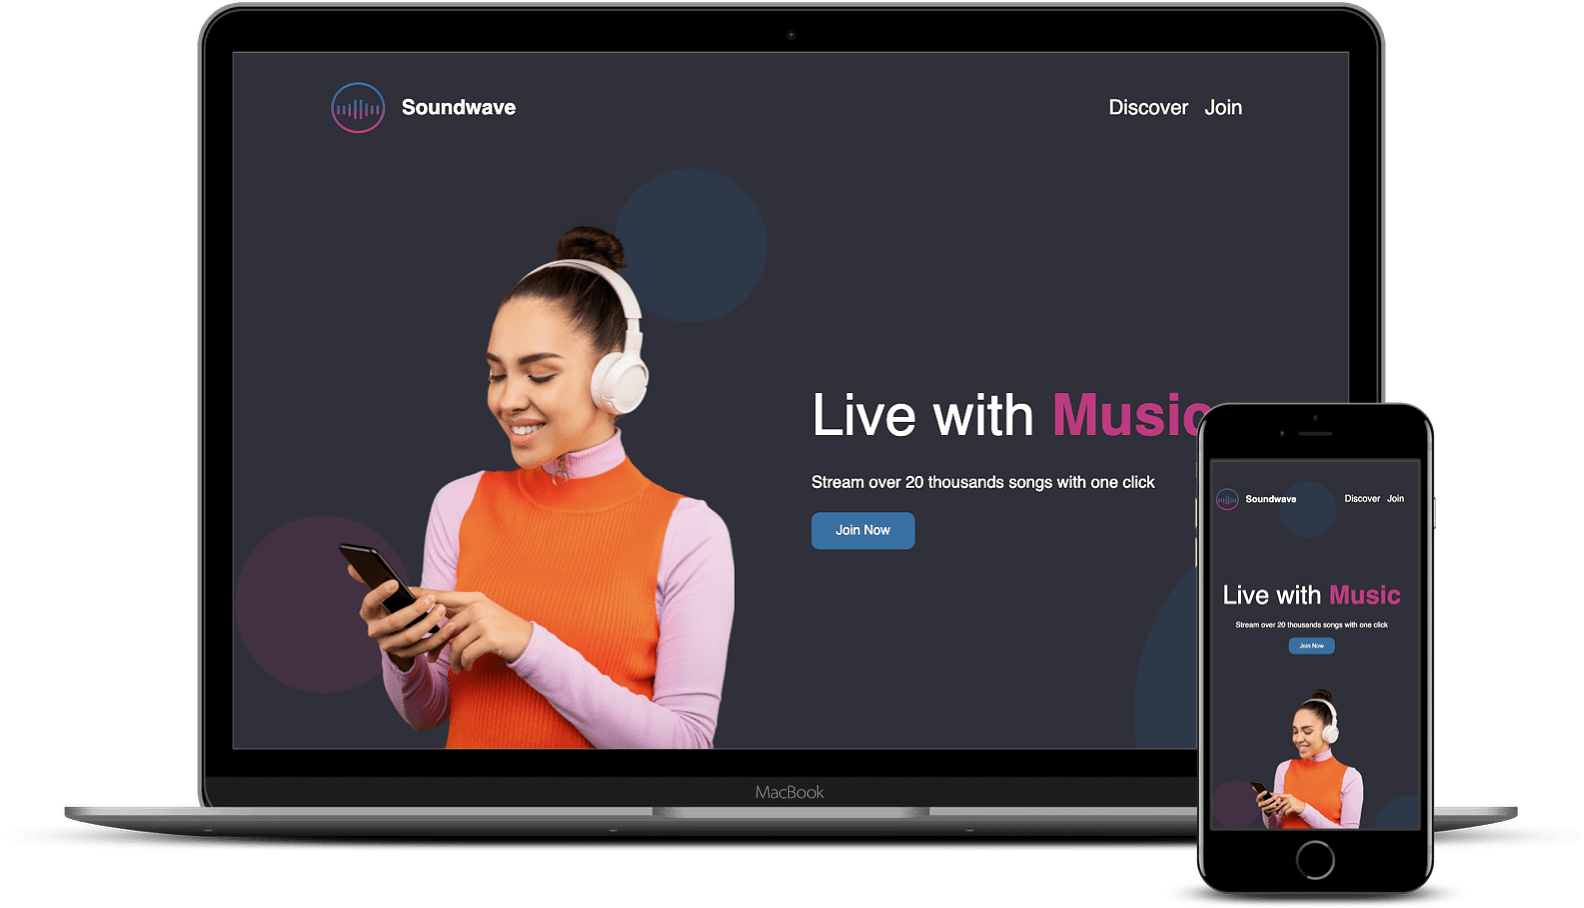 Soundwave
Discover Join
Live with Music
Stream over 20 thousands songs with one click
Join Now
MacBook
Soundwave
Discover Join
Live with Music
Stream over 20 thousands songs with one click
Join Now